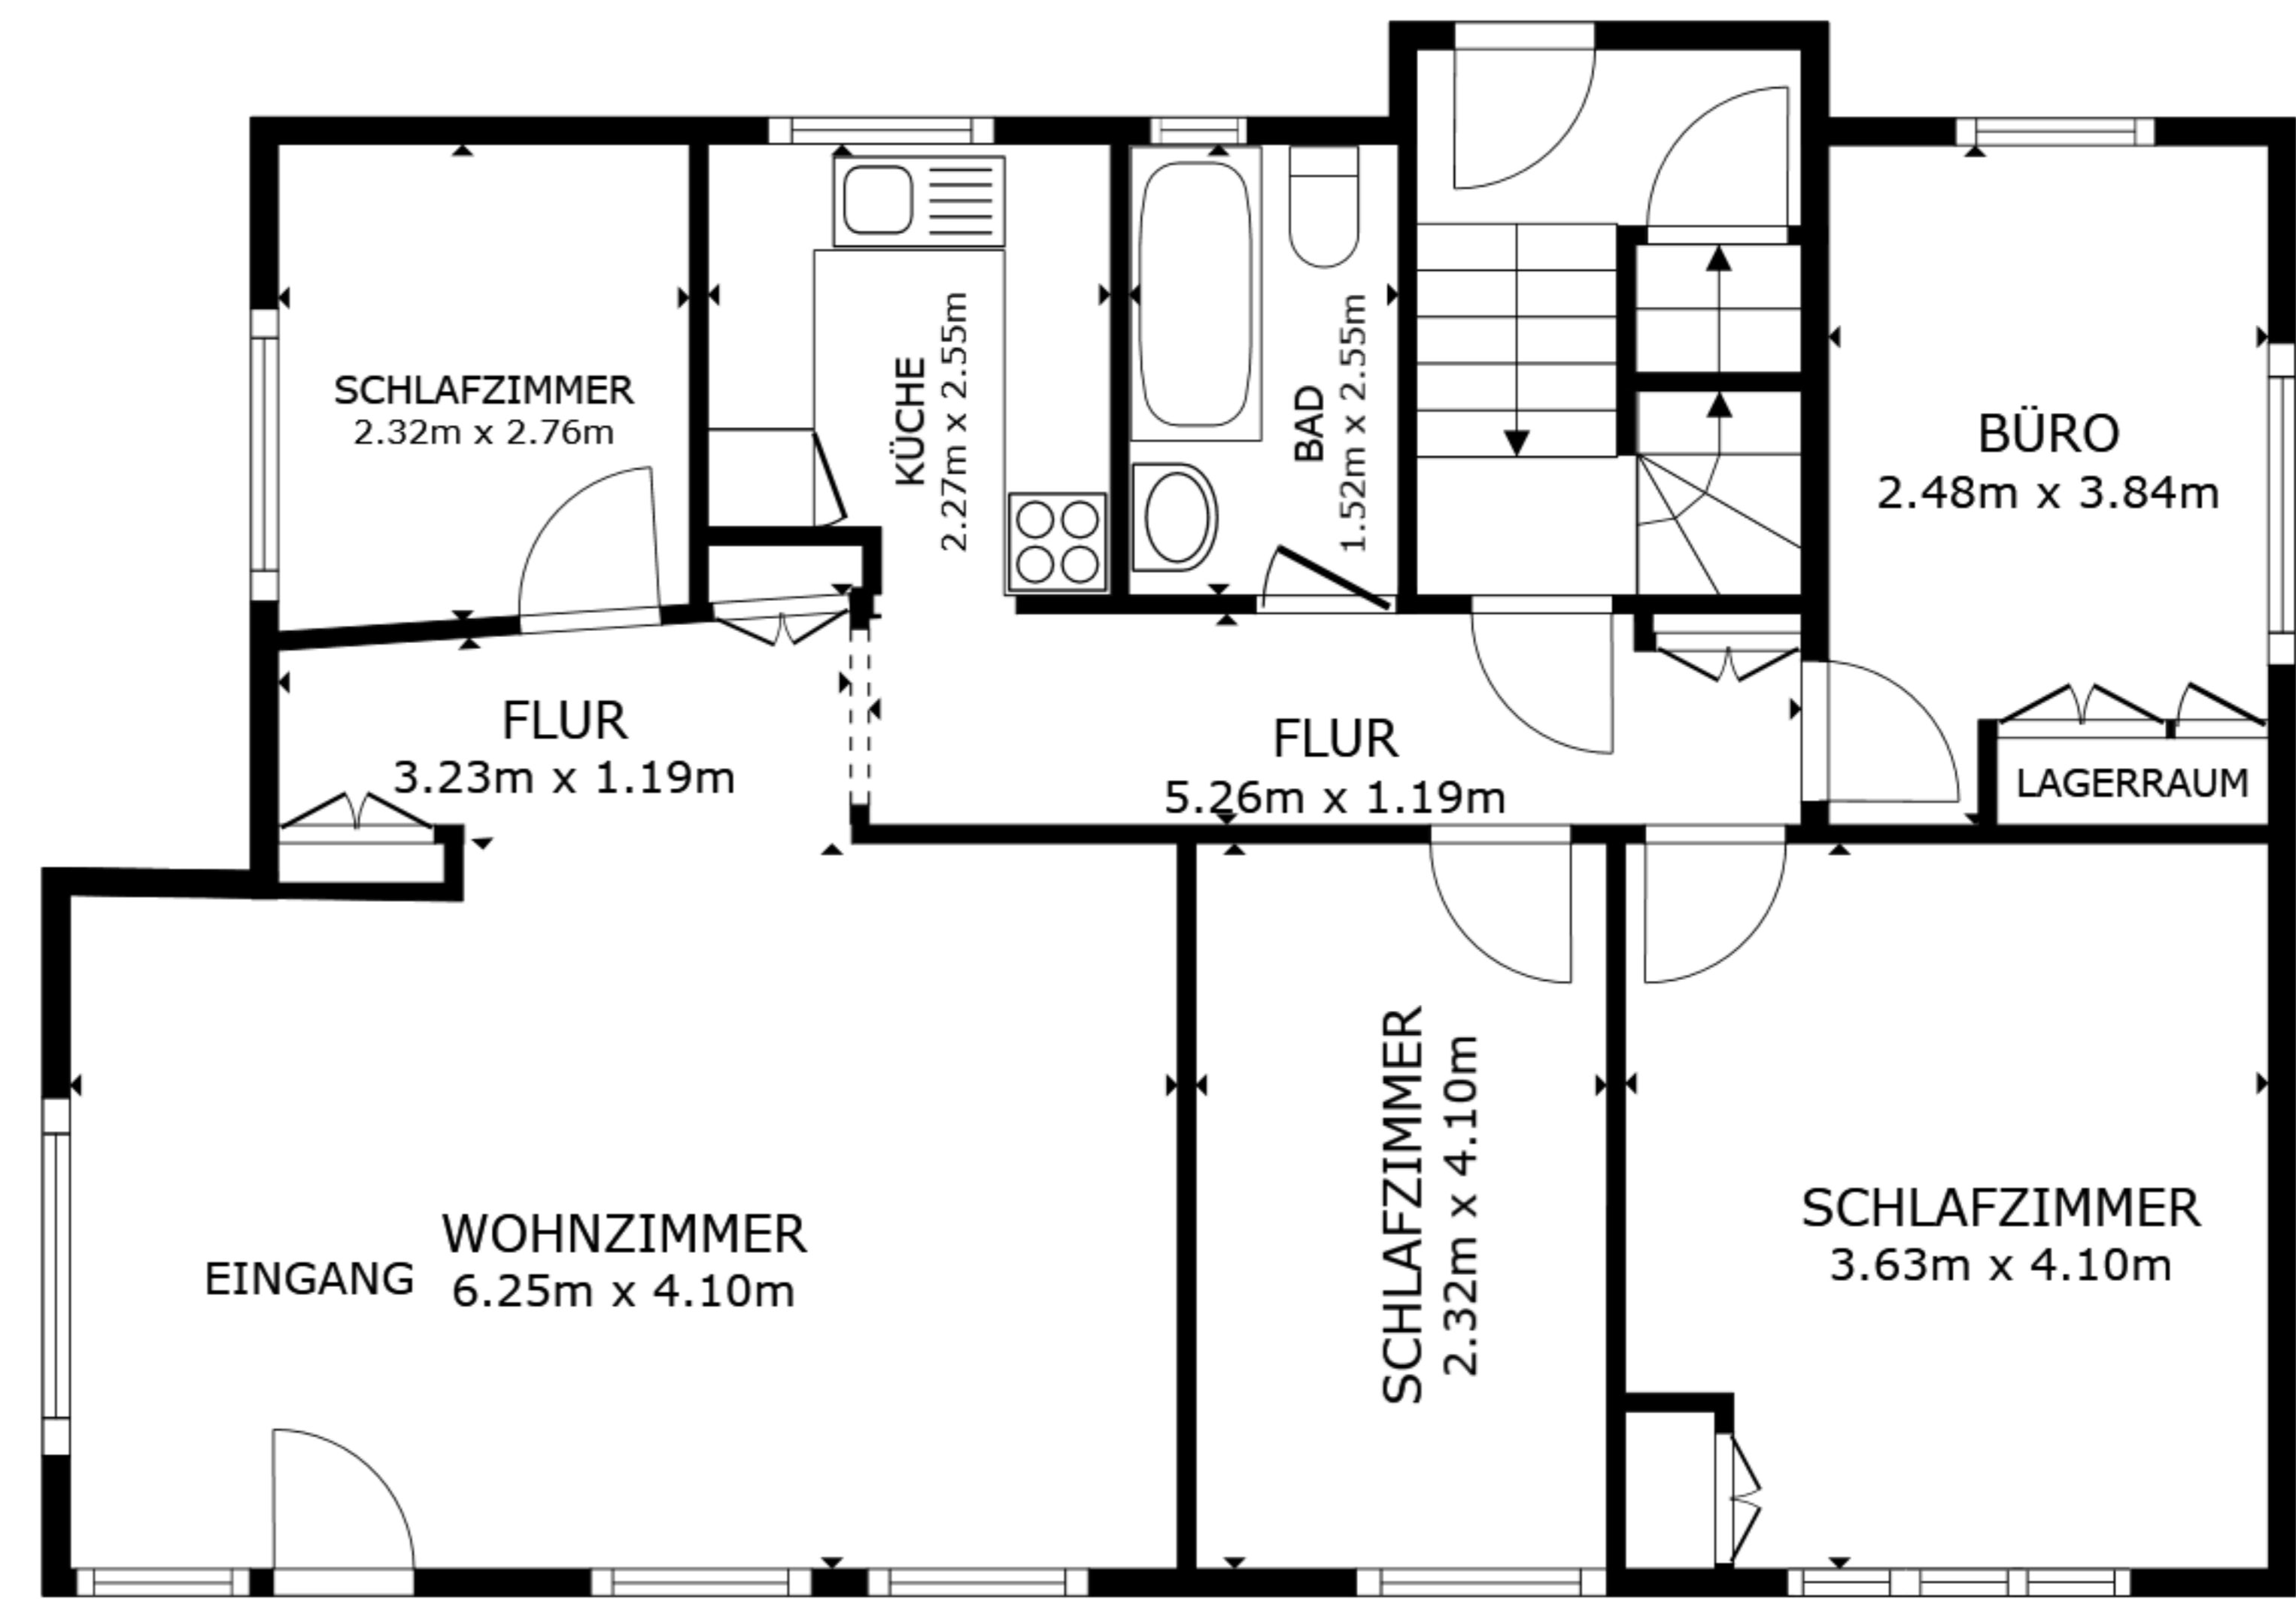 SCHLAFZIMMER
2.32m x 2.76m
KÜCHE
2.27m x 2.55m
BAD
1.52m x 2.55m
BÜRO
2.48m x 3.84m
FLUR
3.23m x 1.19m
FLUR
5.26m x 1.19m
LAGERRAUM
WOHNZIMMER
6.25m x 4.10m
EINGANG
SCHLAFZIMMER
2.32m x 4.10m
SCHLAFZIMMER
3.63m x 4.10m